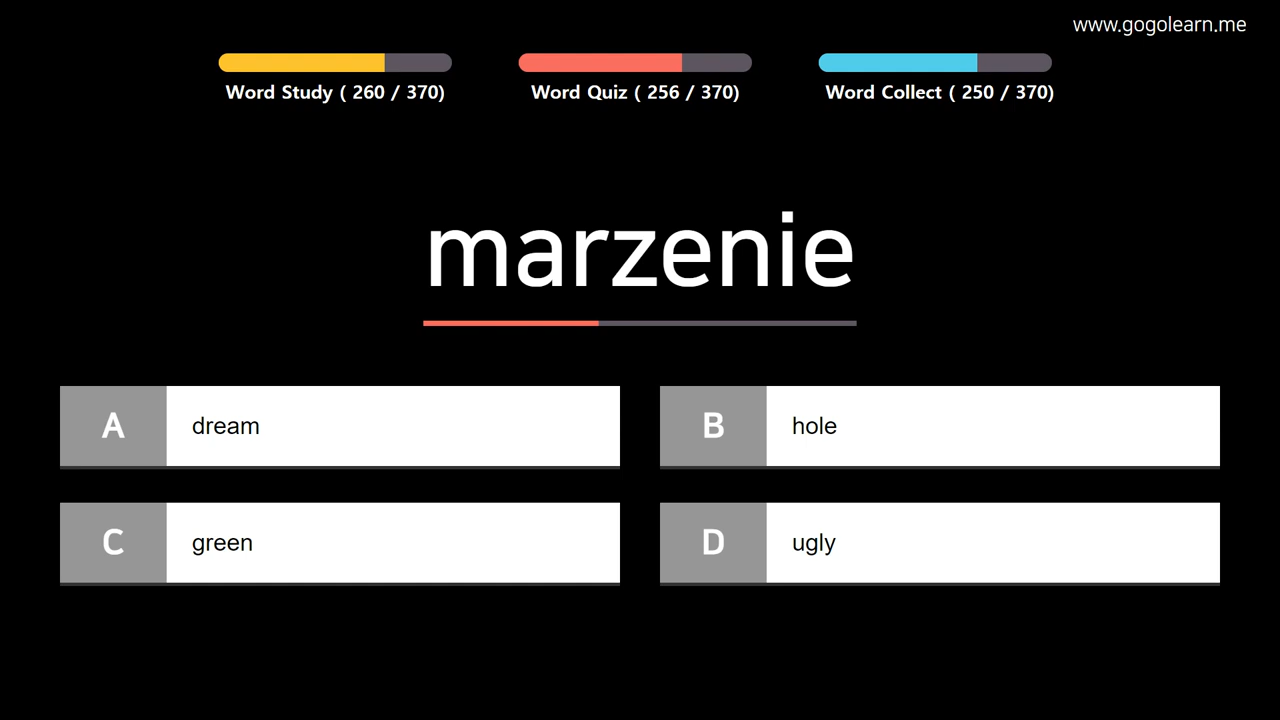 www.gogolearn.me
Word Study ( 260 / 370)
Word Quiz ( 256 / 370)
Word Collect ( 250 / 370)
marzenie
A dream
B hole
C green
D ugly